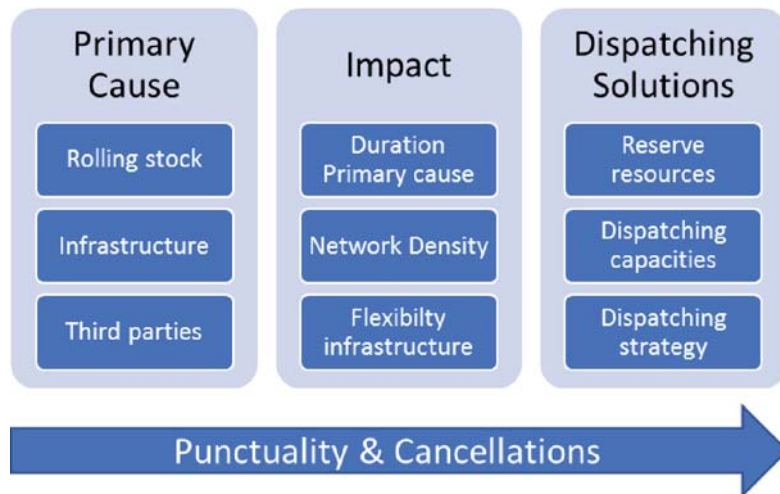 Primary
Cause
Rolling stock
Infrastructure
Third parties
Impact
Duration
Primary cause
Network Density
Flexibilty
infrastructure
Dispatching
Solutions
Reserve
resources
Dispatching
capacities
Dispatching
strategy
Punctuality & Cancellations